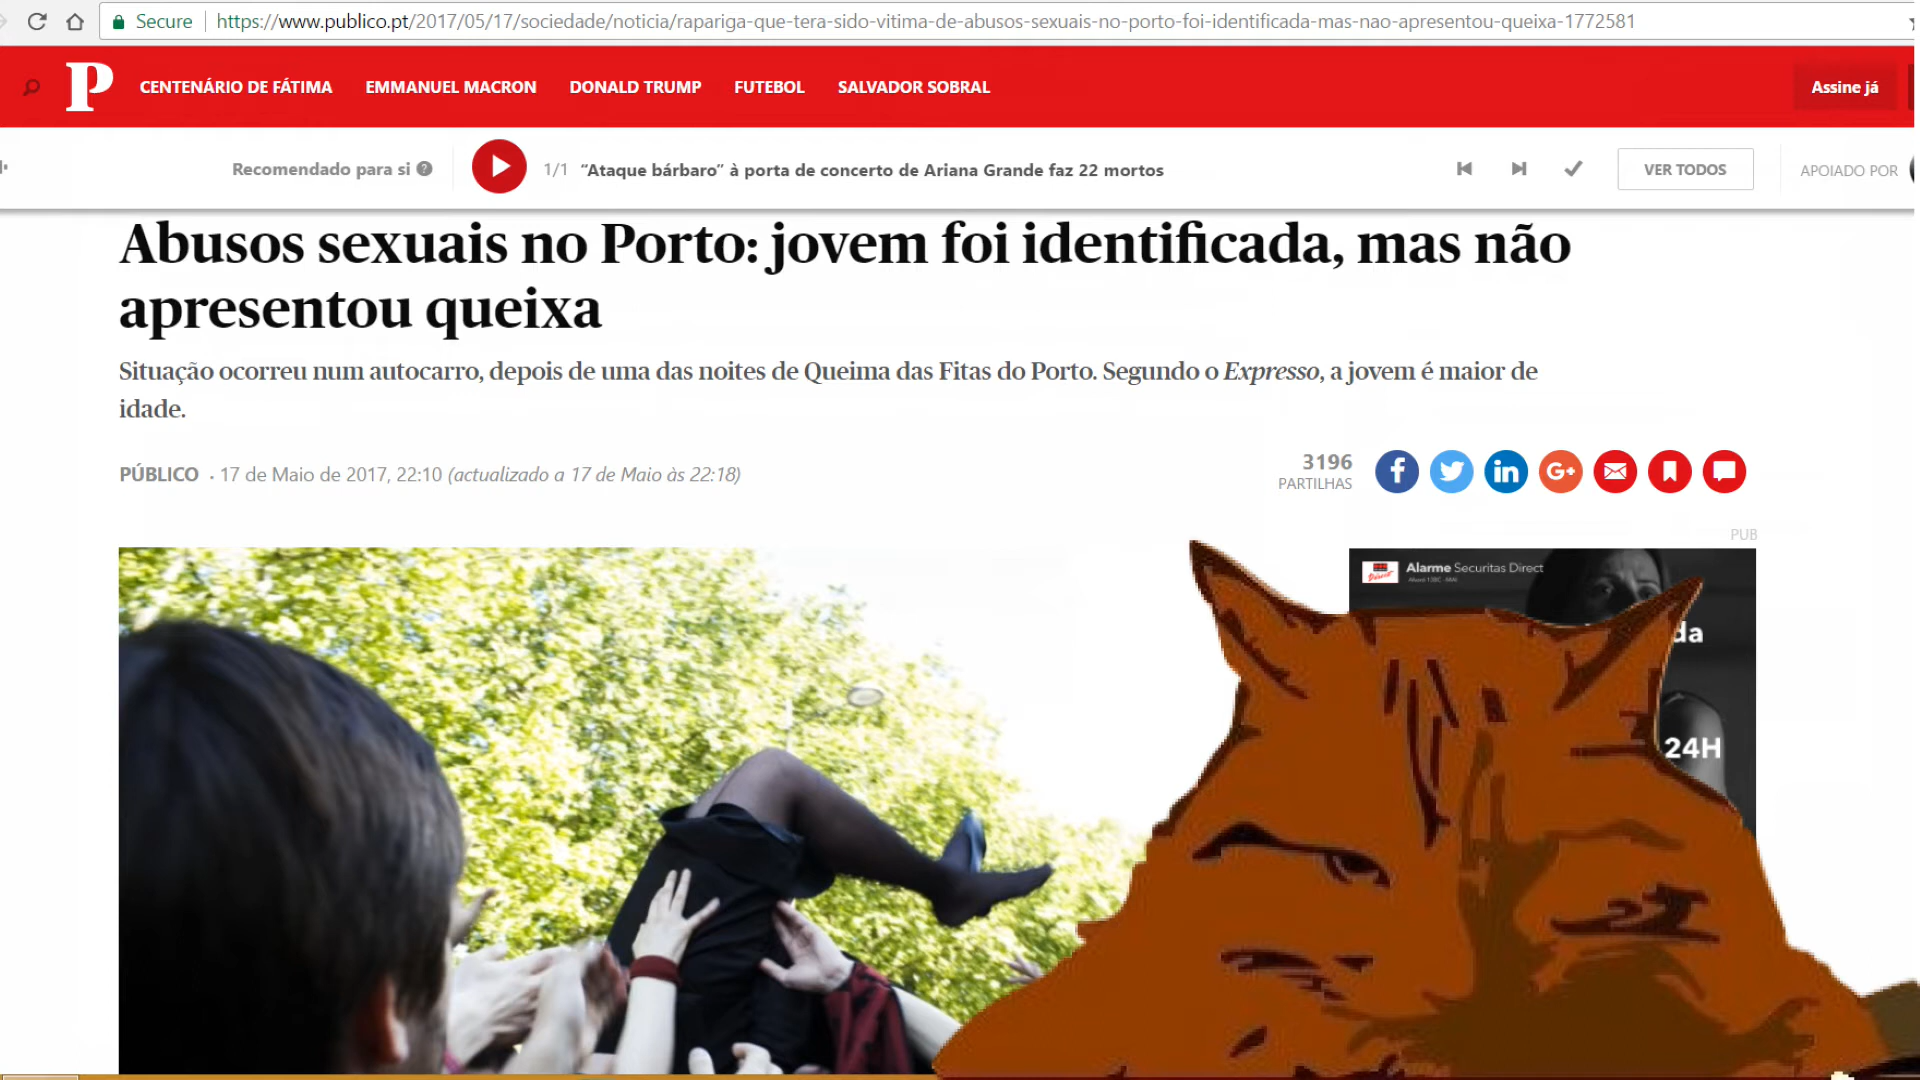 Secure https://www.publico.pt/2017/05/17/sociedade/noticia/rapariga-que-tera-sido-vitima-de-abusos-sexuais-no-porto-foi-identificada-mas-nao-apresentou-queixa-1772581
P CENTENÁRIO DE FÁTIMA EMMANUEL MACRON DONALD TRUMP FUTEBOL SALVADOR SOBRAL Assine já
Recomendado para si ? 1/1 “Ataque bárbaro” à porta de concerto de Ariana Grande faz 22 mortos VER TODOS APOIADO POR
Abusos sexuais no Porto: jovem foi identificada, mas não
apresentou queixa
Situação ocorreu num autocarro, depois de uma das noites de Queima das Fitas do Porto. Segundo o Expresso, a jovem é maior de
idade.
PÚBLICO · 17 de Maio de 2017, 22:10 (actualizado a 17 de Maio às 22:18)
3196
PARTILHAS
f in G+
PUB
Alarme Securitas Direct
24H